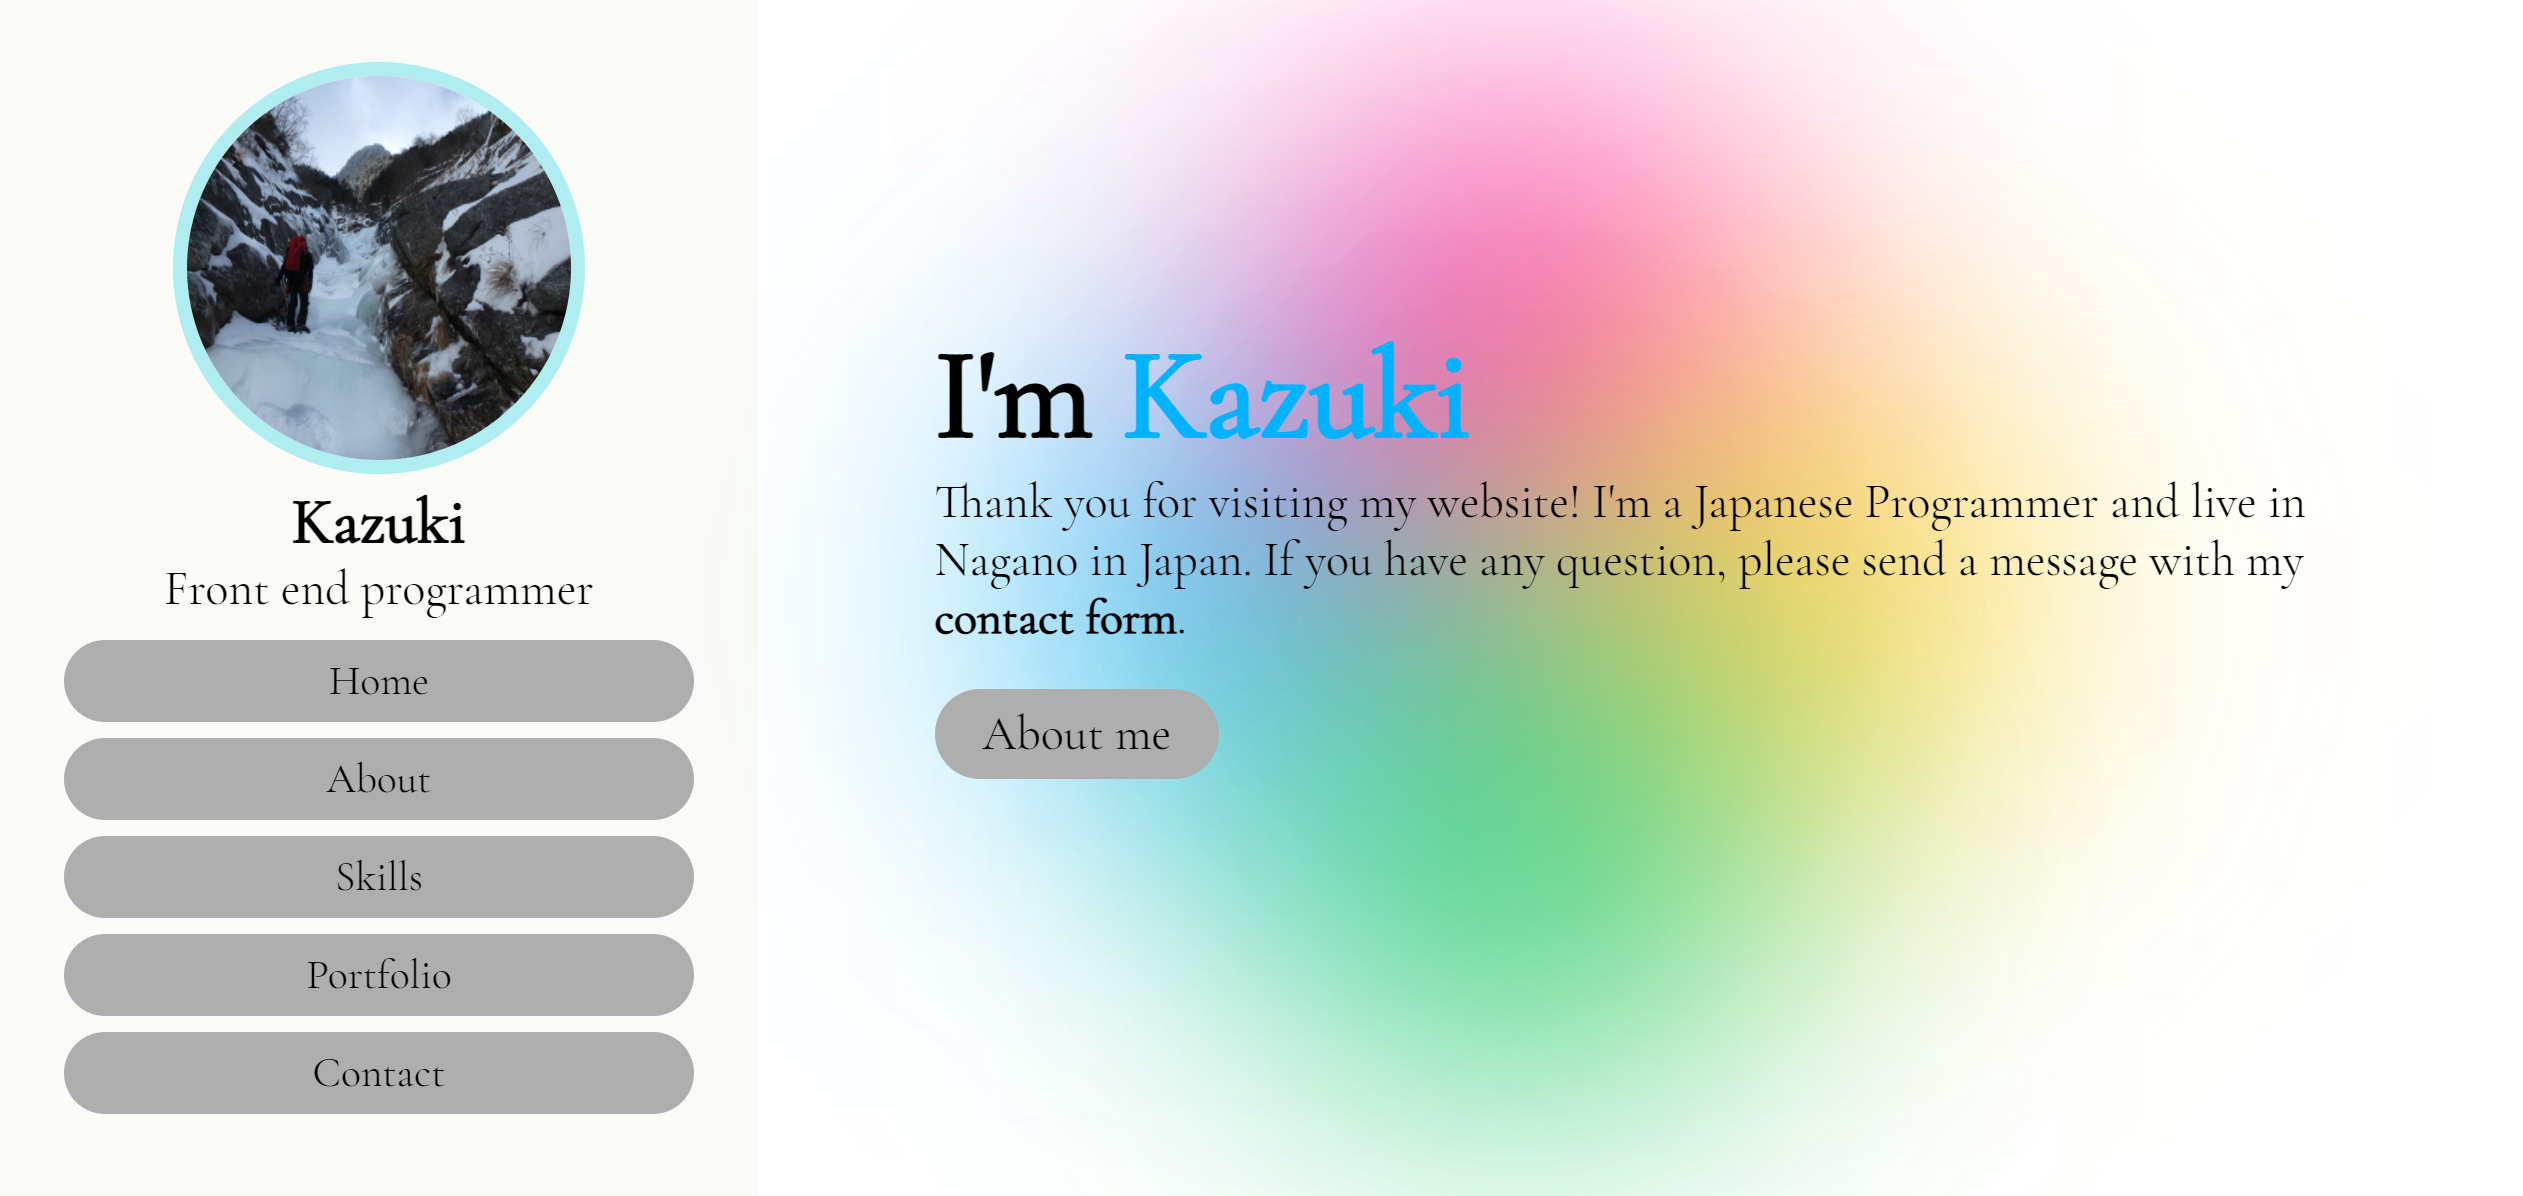 Kazuki
Front end programmer
Home
About
Skills
Portfolio
Contact
I'm Kazuki
Thank you for visiting my website! I'm a Japanese Programmer and live in
Nagano in Japan. If you have any question, please send a message with my
contact form.
About me